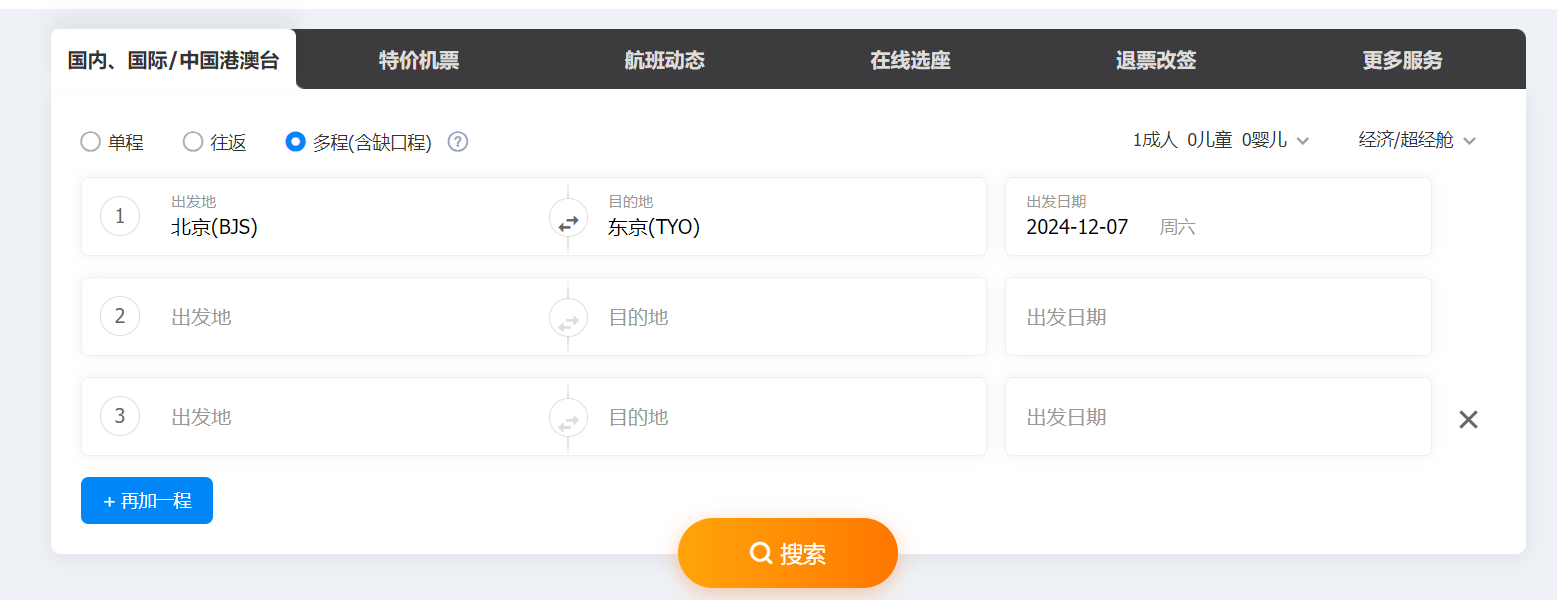 国内、国际/中国港澳台 特价机票 航班动态 在线选座 退票改签 更多服务
单程 往返 多程(含缺口程) ? 1成人 0儿童 0婴儿 经济/超经舱
出发地 目的地 出发日期
1 北京(BJS) 东京(TYO) 2024-12-07 周六
2 出发地 目的地 出发日期
3 出发地 目的地 出发日期
+ 再加一程
搜索